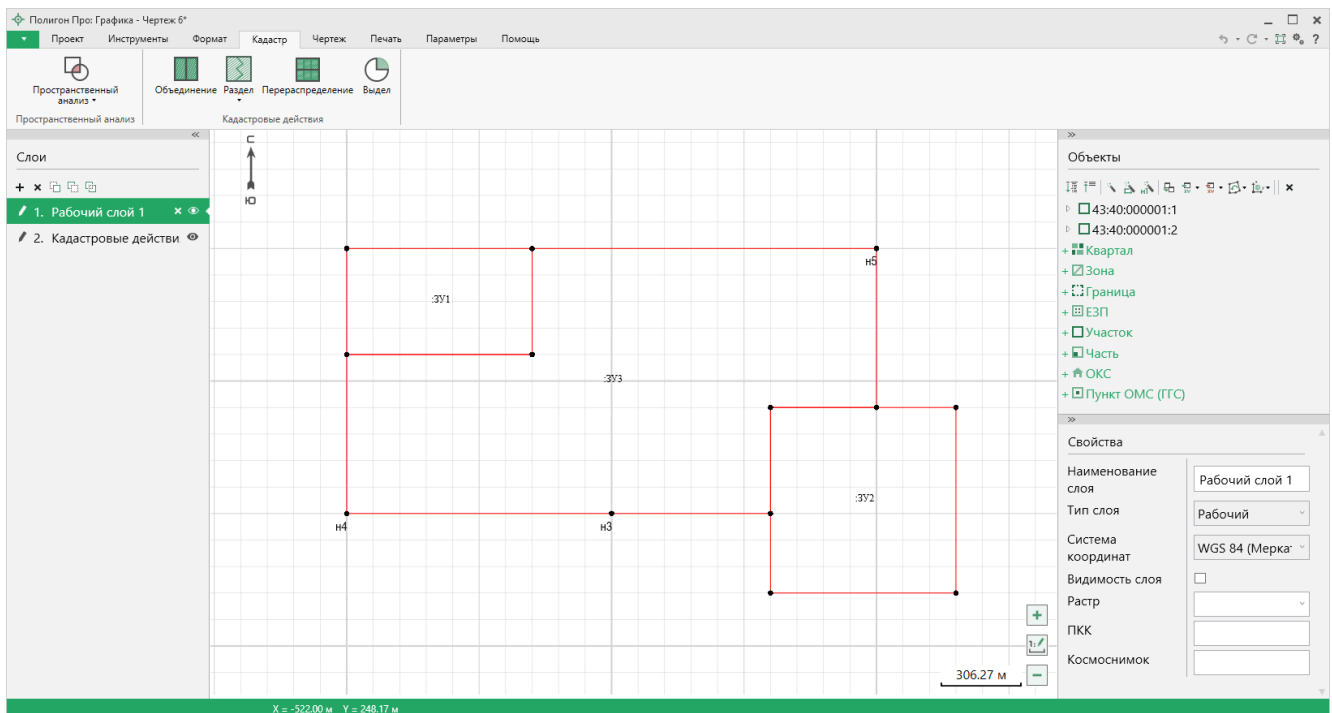 Полигон Про: Графика - Чертеж 6*
Проект Инструменты Формат Кадастр Чертеж Печать Параметры Помощь
?
Пространственный анализ
Объединение Раздел Перераспределение Выдел
Пространственный анализ Кадастровые действия
Слои
1. Рабочий слой 1
2. Кадастровые действи
С
Ю
:ЗУ1
н5
:ЗУ3
:ЗУ2
н4
н3
306.27 м
Объекты
43:40:000001:1
43:40:000001:2
+ Квартал
+ Зона
+ Граница
+ ЕЗП
+ Участок
+ Часть
+ ОКС
+ Пункт ОМС (ГГС)
Свойства
Наименование слоя Рабочий слой 1
Тип слоя Рабочий
Система координат WGS 84 (Меркат
Видимость слоя
Растр
ПКК
Космоснимок
X = -522.00 м Y = 248.17 м